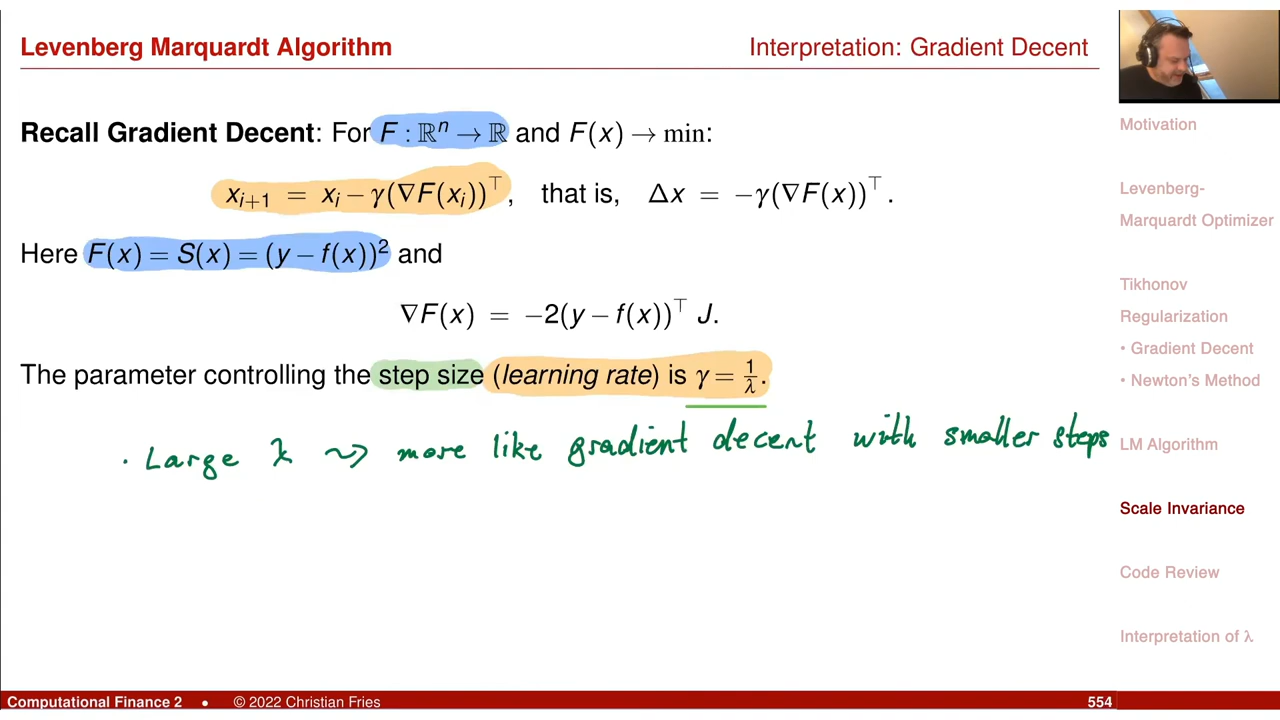 Levenberg Marquardt Algorithm
Interpretation: Gradient Decent
Recall Gradient Decent: For F : ℝⁿ → ℝ and F(x) → min:
xᵢ₊₁ = xᵢ − γ(∇F(xᵢ))^⊤, that is, Δx = −γ(∇F(x))^⊤.
Here F(x) = S(x) = (y − f(x))² and
∇F(x) = −2(y − f(x))^⊤ J.
The parameter controlling the step size (learning rate) is γ = 1/λ.
· Large λ ⇝ more like gradient decent with smaller steps
Motivation
Levenberg-
Marquardt Optimizer
Tikhonov
Regularization
• Gradient Decent
• Newton's Method
LM Algorithm
Scale Invariance
Code Review
Interpretation of λ
Computational Finance 2 • © 2022 Christian Fries
554